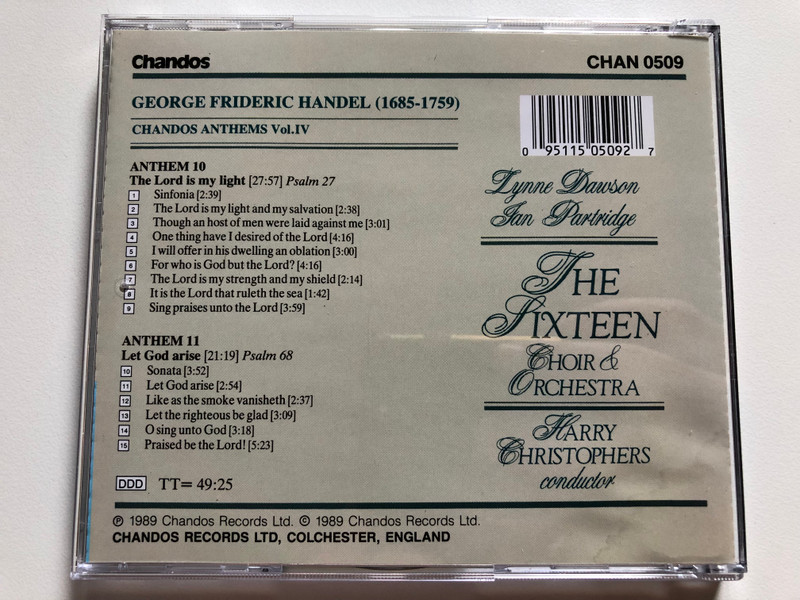 Chandos
CHAN 0509
GEORGE FRIDERIC HANDEL (1685-1759)
CHANDOS ANTHEMS Vol.IV
ANTHEM 10
The Lord is my light [27:57] Psalm 27
1 Sinfonia [2:39]
2 The Lord is my light and my salvation [2:38]
3 Though an host of men were laid against me [3:01]
4 One thing have I desired of the Lord [4:16]
5 I will offer in his dwelling an oblation [3:00]
6 For who is God but the Lord? [4:16]
7 The Lord is my strength and my shield [2:14]
8 It is the Lord that ruleth the sea [1:42]
9 Sing praises unto the Lord [3:59]
ANTHEM 11
Let God arise [21:19] Psalm 68
10 Sonata [3:52]
11 Let God arise [2:54]
12 Like as the smoke vanisheth [2:37]
13 Let the righteous be glad [3:09]
14 O sing unto God [3:18]
15 Praised be the Lord! [5:23]
DDD TT= 49:25
0 95115 05092 7
Lynne Dawson
Ian Partridge
THE
SIXTEEN
CHOIR &
ORCHESTRA
HARRY
CHRISTOPHERS
conductor
℗ 1989 Chandos Records Ltd. © 1989 Chandos Records Ltd.
CHANDOS RECORDS LTD, COLCHESTER, ENGLAND